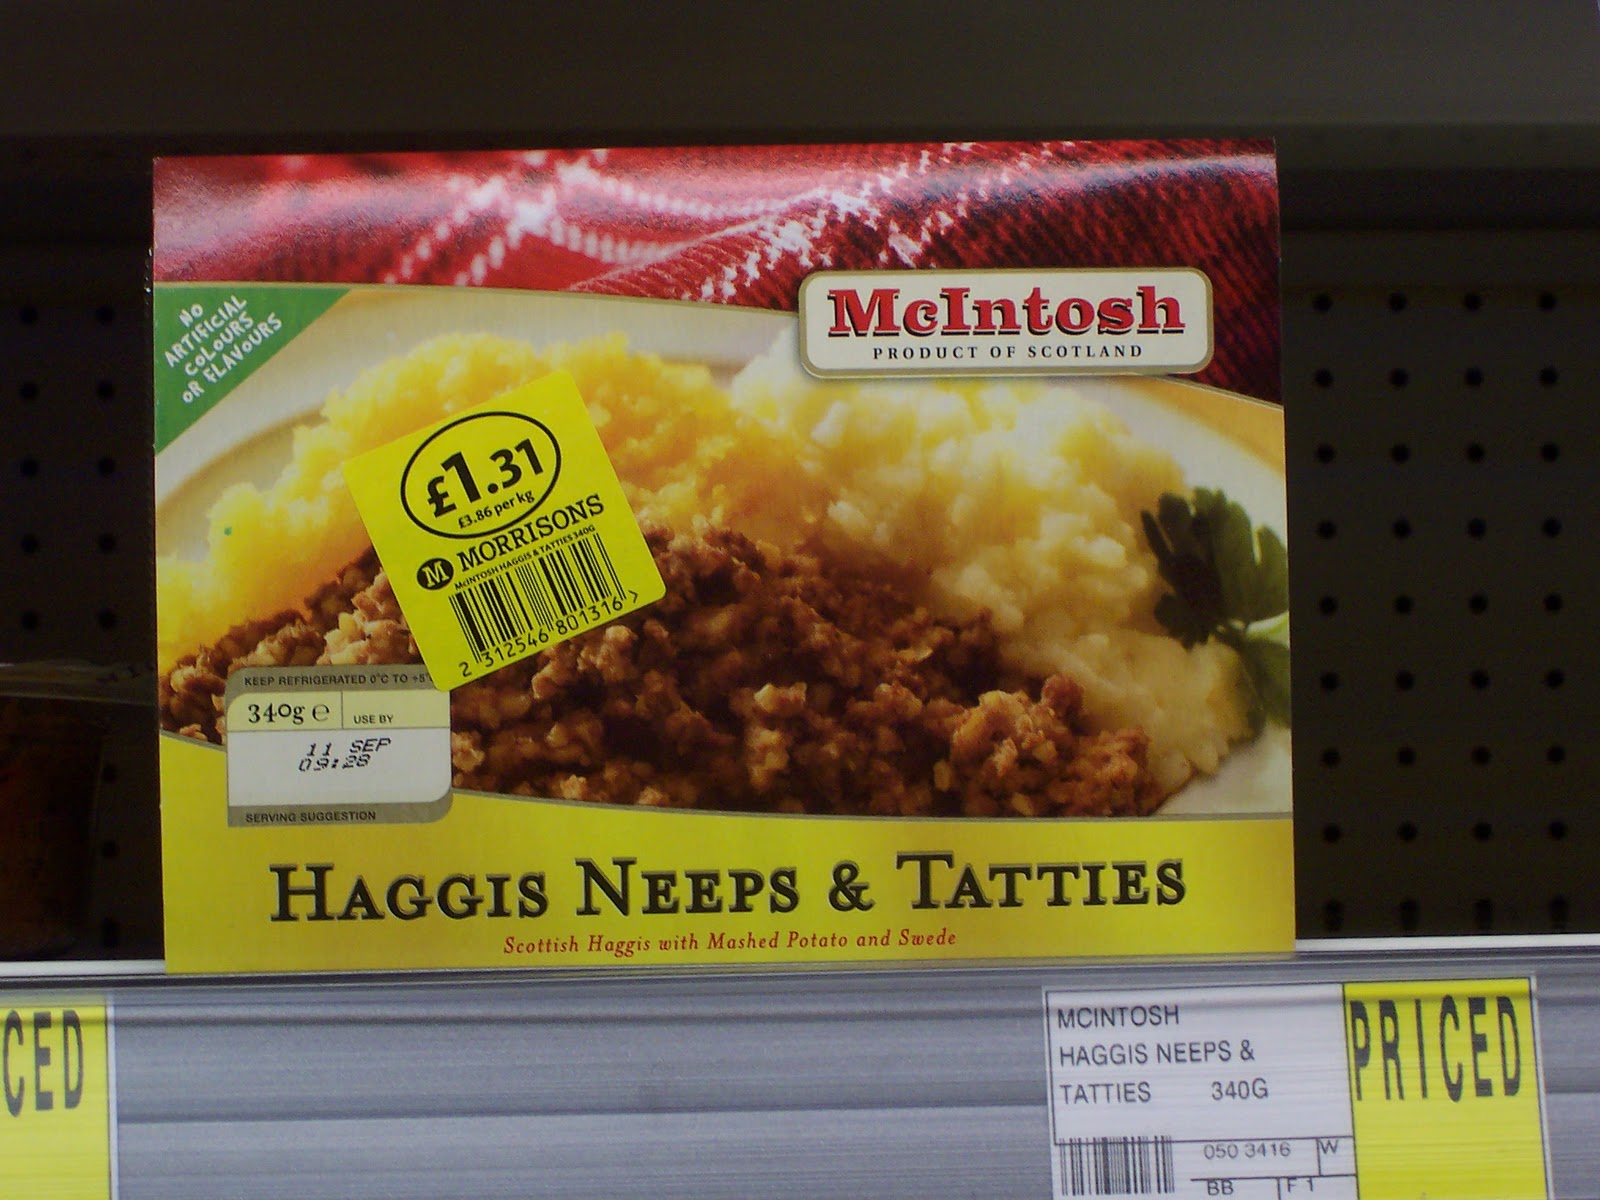 NO
ARTIFICIAL
COLOURS
OR FLAVOURS
McIntosh
PRODUCT OF SCOTLAND
£1.31
£3.86 per kg
M MORRISONS
McINTOSH HAGGIS & TATTIES 340G
2 312546 801316 >
KEEP REFRIGERATED 0°C TO +5°
340g e
USE BY
11 SEP
09:28
SERVING SUGGESTION
HAGGIS NEEPS & TATTIES
Scottish Haggis with Mashed Potato and Swede
CED
MCINTOSH
HAGGIS NEEPS &
TATTIES 340G
PRICED
050 3416 W
BB F 1